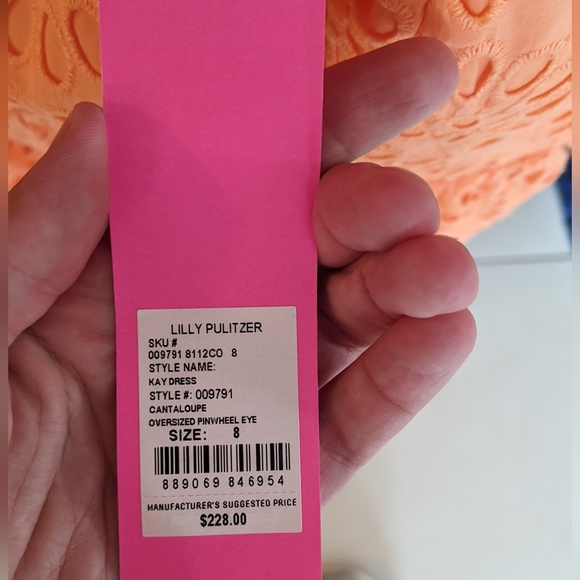 LILLY PULITZER
SKU #
009791 8112CO 8
STYLE NAME:
KAY DRESS
STYLE #: 009791
CANTALOUPE
OVERSIZED PINWHEEL EYE
SIZE: 8
889069 846954
MANUFACTURER'S SUGGESTED PRICE
$228.00